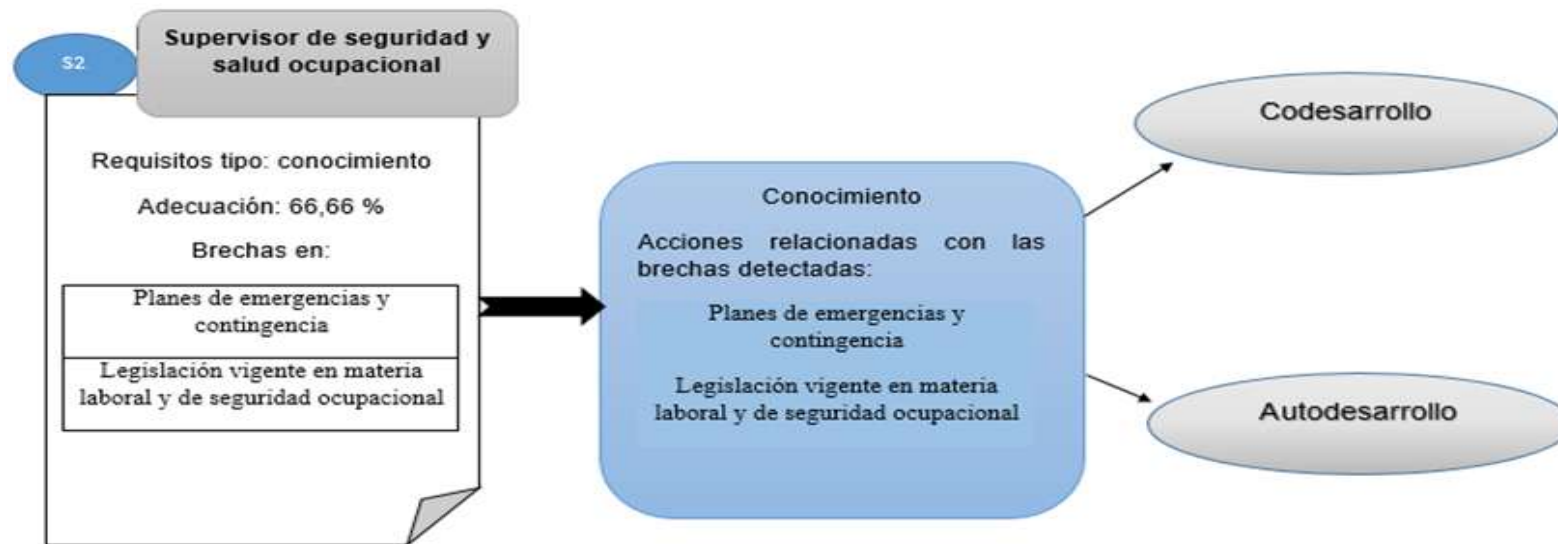 S2
Supervisor de seguridad y
salud ocupacional
Requisitos tipo: conocimiento
Adecuación: 66,66 %
Brechas en:
Planes de emergencias y
contingencia
Legislación vigente en materia
laboral y de seguridad ocupacional
Conocimiento
Acciones relacionadas con las
brechas detectadas:
Planes de emergencias y
contingencia
Legislación vigente en materia
laboral y de seguridad ocupacional
Codesarrollo
Autodesarrollo